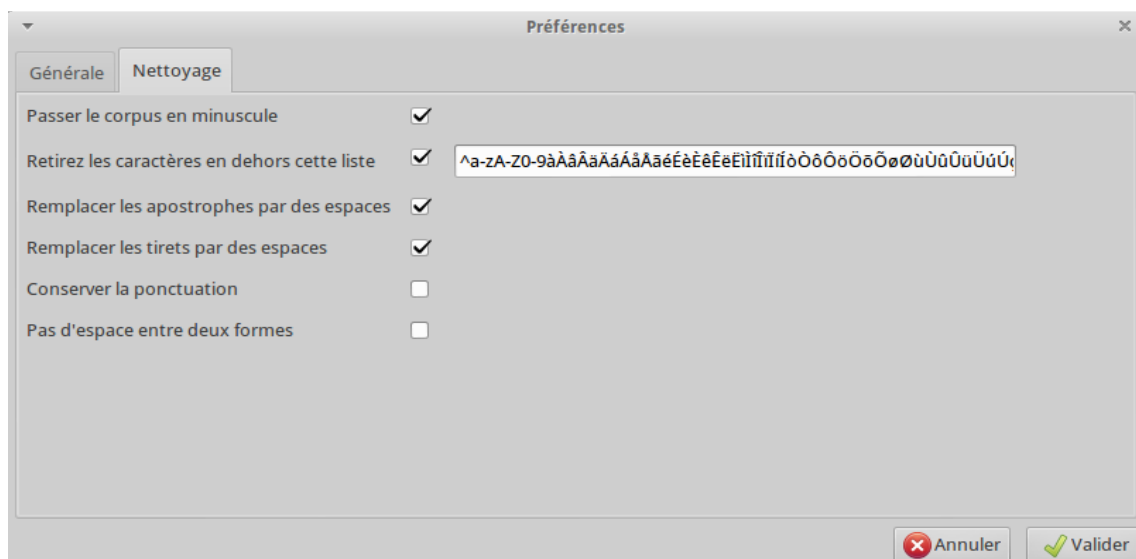 Préférences
Générale Nettoyage
Passer le corpus en minuscule
Retirez les caractères en dehors cette liste ^a-zA-Z0-9àÀâÂäÄáÁåÅãéÉèÈêÊëËìÌîÎïÏíÍòÒôÔöÖõÕøØùÙûÛüÜúÚç
Remplacer les apostrophes par des espaces
Remplacer les tirets par des espaces
Conserver la ponctuation
Pas d'espace entre deux formes
Annuler Valider